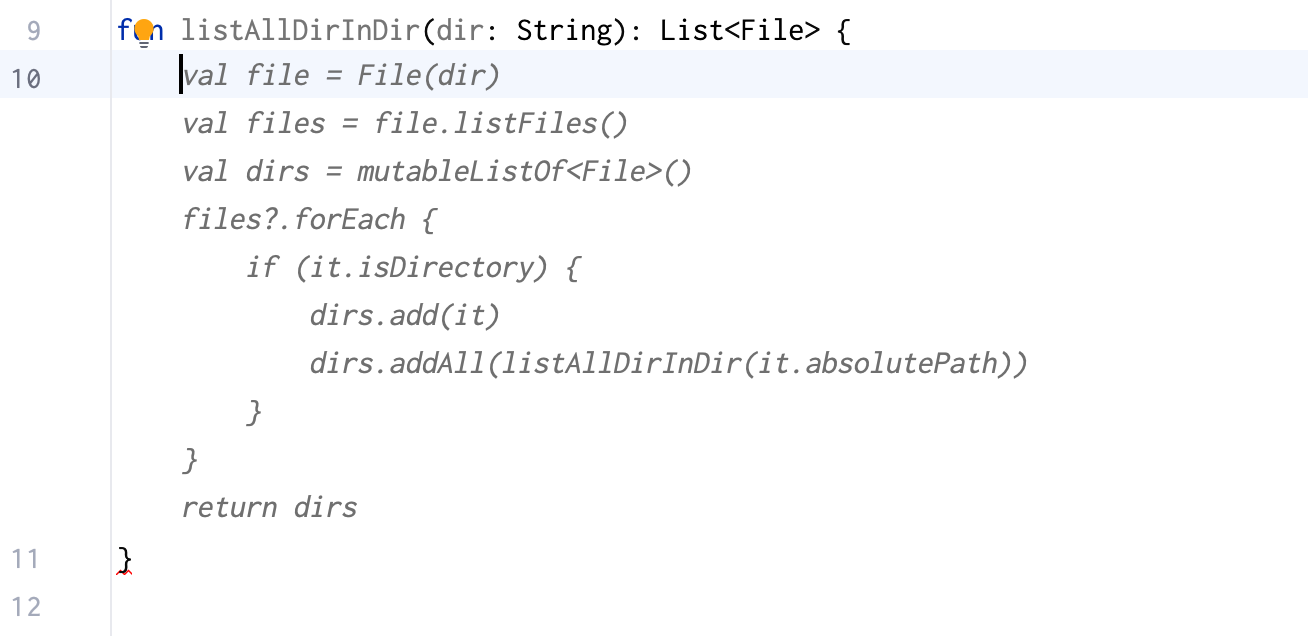 9 fun listAllDirInDir(dir: String): List<File> {
10 val file = File(dir)
val files = file.listFiles()
val dirs = mutableListOf<File>()
files?.forEach {
if (it.isDirectory) {
dirs.add(it)
dirs.addAll(listAllDirInDir(it.absolutePath))
}
}
return dirs
11 }
12